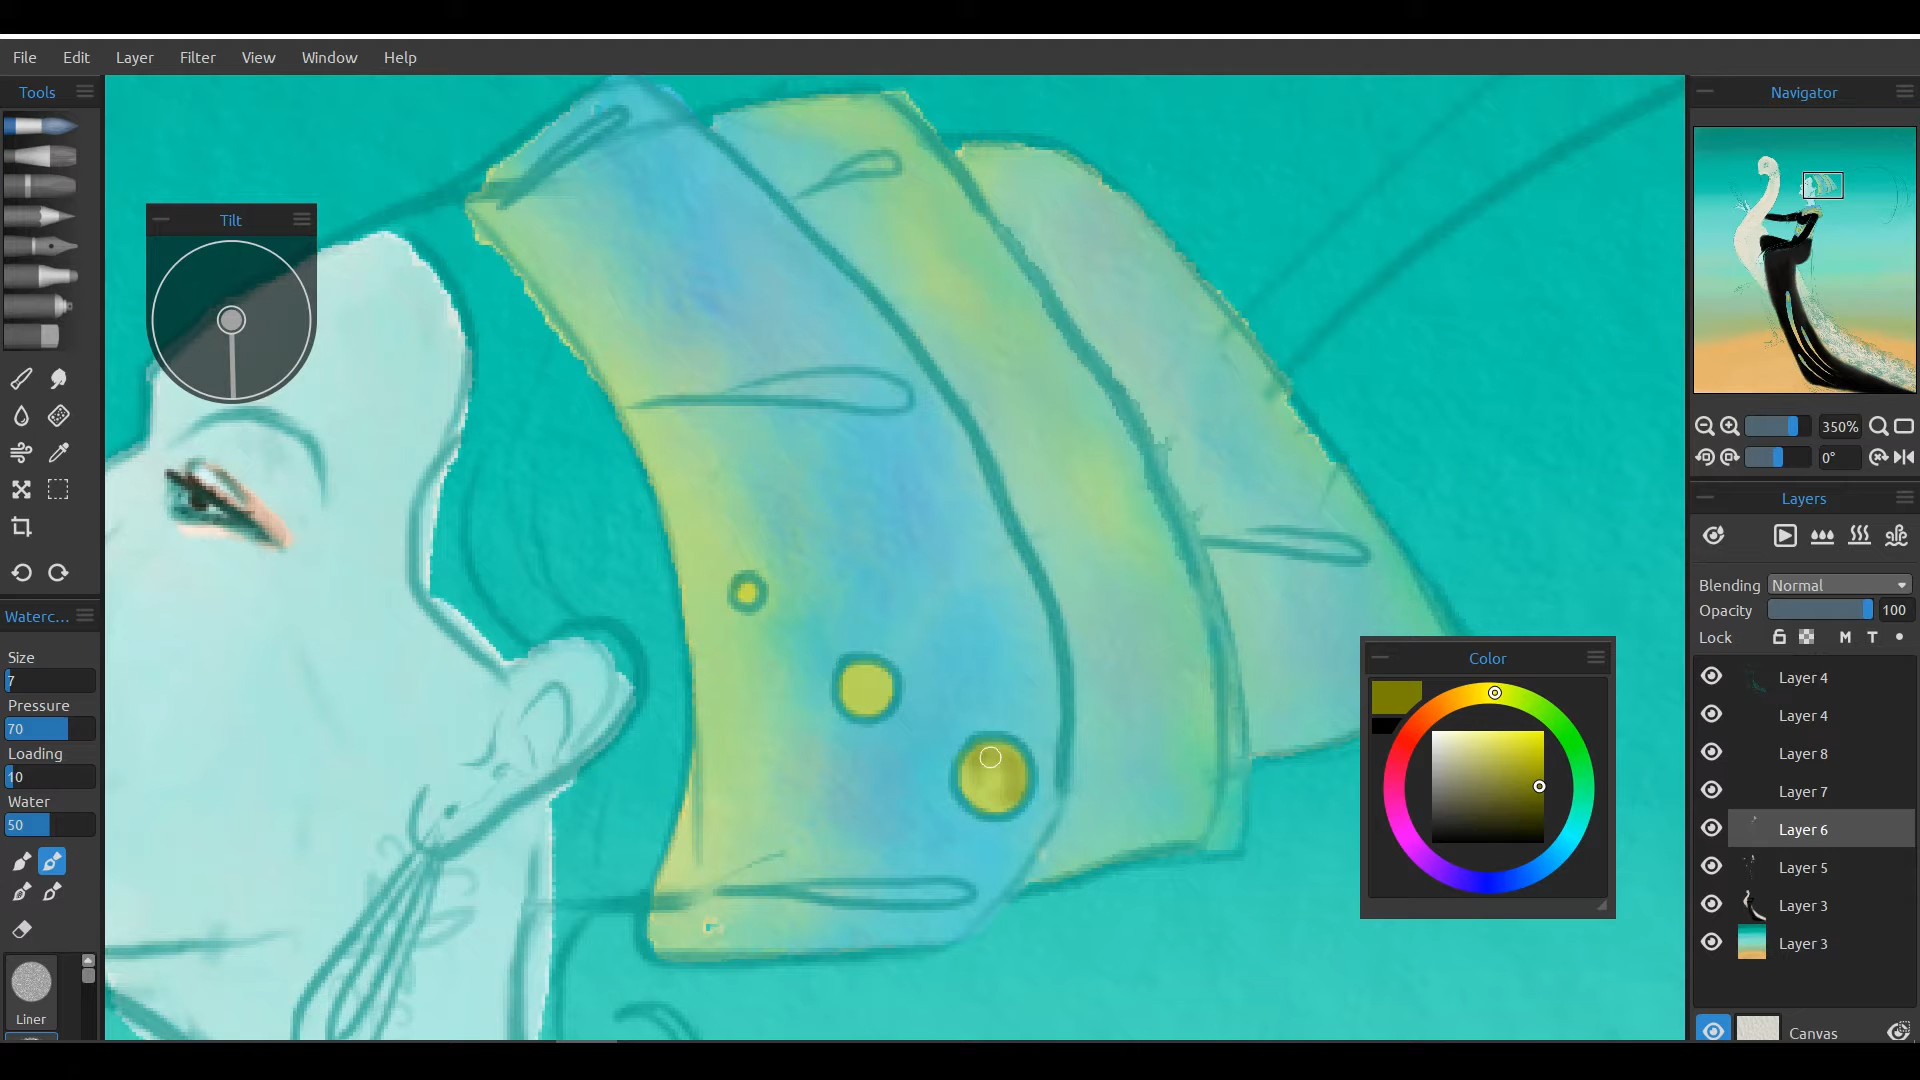 File Edit Layer Filter View Window Help
Tools
Tilt
Navigator
350%
0°
Layers
Blending Normal
Opacity 100
Lock M T
Layer 4
Layer 4
Layer 8
Layer 7
Layer 6
Layer 5
Layer 3
Layer 3
Canvas
Color
Waterc...
Size
7
Pressure
70
Loading
10
Water
50
Liner